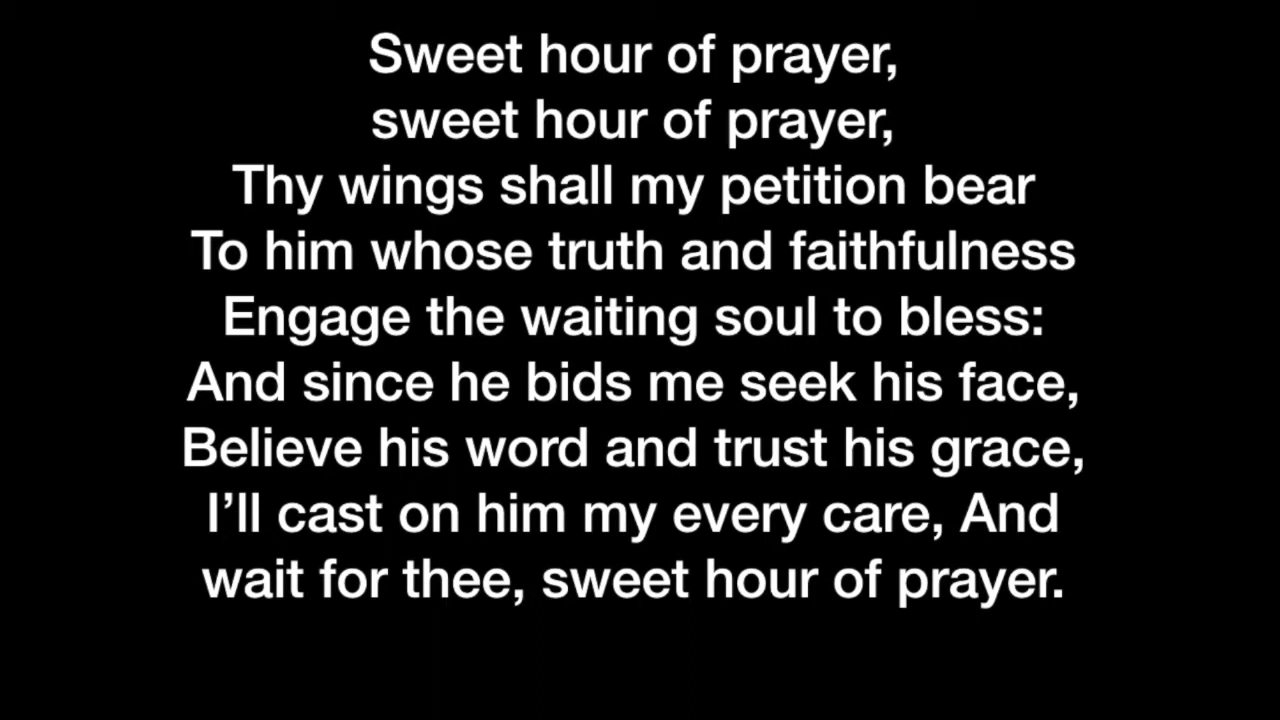 Sweet hour of prayer,
sweet hour of prayer,
Thy wings shall my petition bear
To him whose truth and faithfulness
Engage the waiting soul to bless:
And since he bids me seek his face,
Believe his word and trust his grace,
I’ll cast on him my every care, And
wait for thee, sweet hour of prayer.